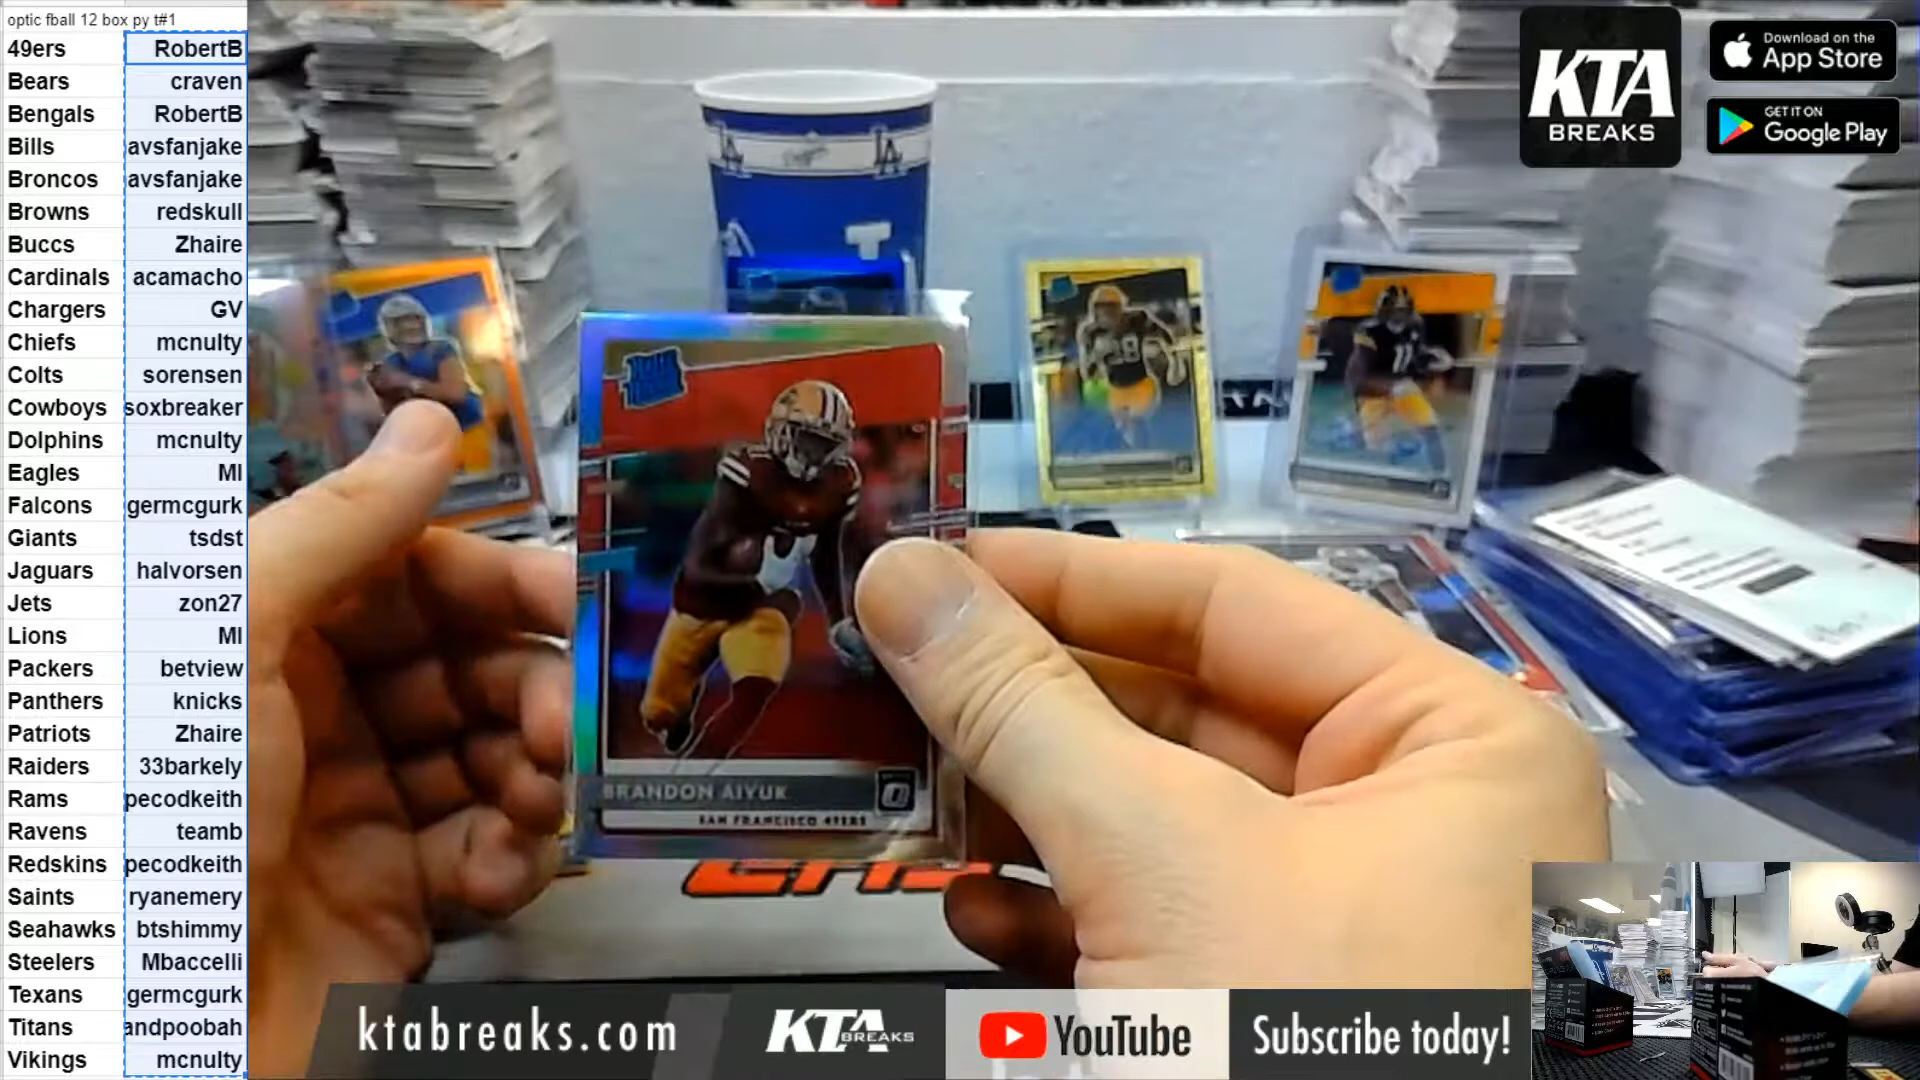 optic fball 12 box py t#1
49ers RobertB
Bears craven
Bengals RobertB
Bills avsfanjake
Broncos avsfanjake
Browns redskull
Buccs Zhaire
Cardinals acamacho
Chargers GV
Chiefs mcnulty
Colts sorensen
Cowboys soxbreaker
Dolphins mcnulty
Eagles MI
Falcons germcgurk
Giants tsdst
Jaguars halvorsen
Jets zon27
Lions MI
Packers betview
Panthers knicks
Patriots Zhaire
Raiders 33barkely
Rams pecodkeith
Ravens teamb
Redskins pecodkeith
Saints ryanemery
Seahawks btshimmy
Steelers Mbaccelli
Texans germcgurk
Titans andpoobah
Vikings mcnulty
KTA
BREAKS
Download on the
App Store
GET IT ON
Google Play
LA
LA
18
11
BRANDON AIYUK
SAN FRANCISCO 49ERS
ktabreaks.com
KTA BREAKS
YouTube
Subscribe today!